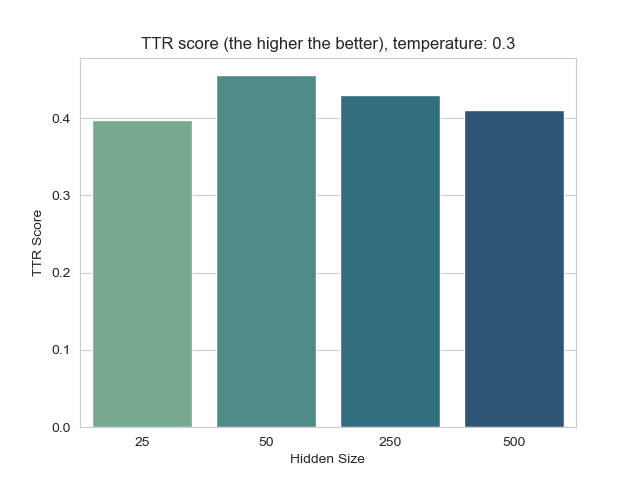 TTR score (the higher the better), temperature: 0.3
0.4
0.3
0.2
0.1
0.0
TTR Score
25 50 250 500
Hidden Size